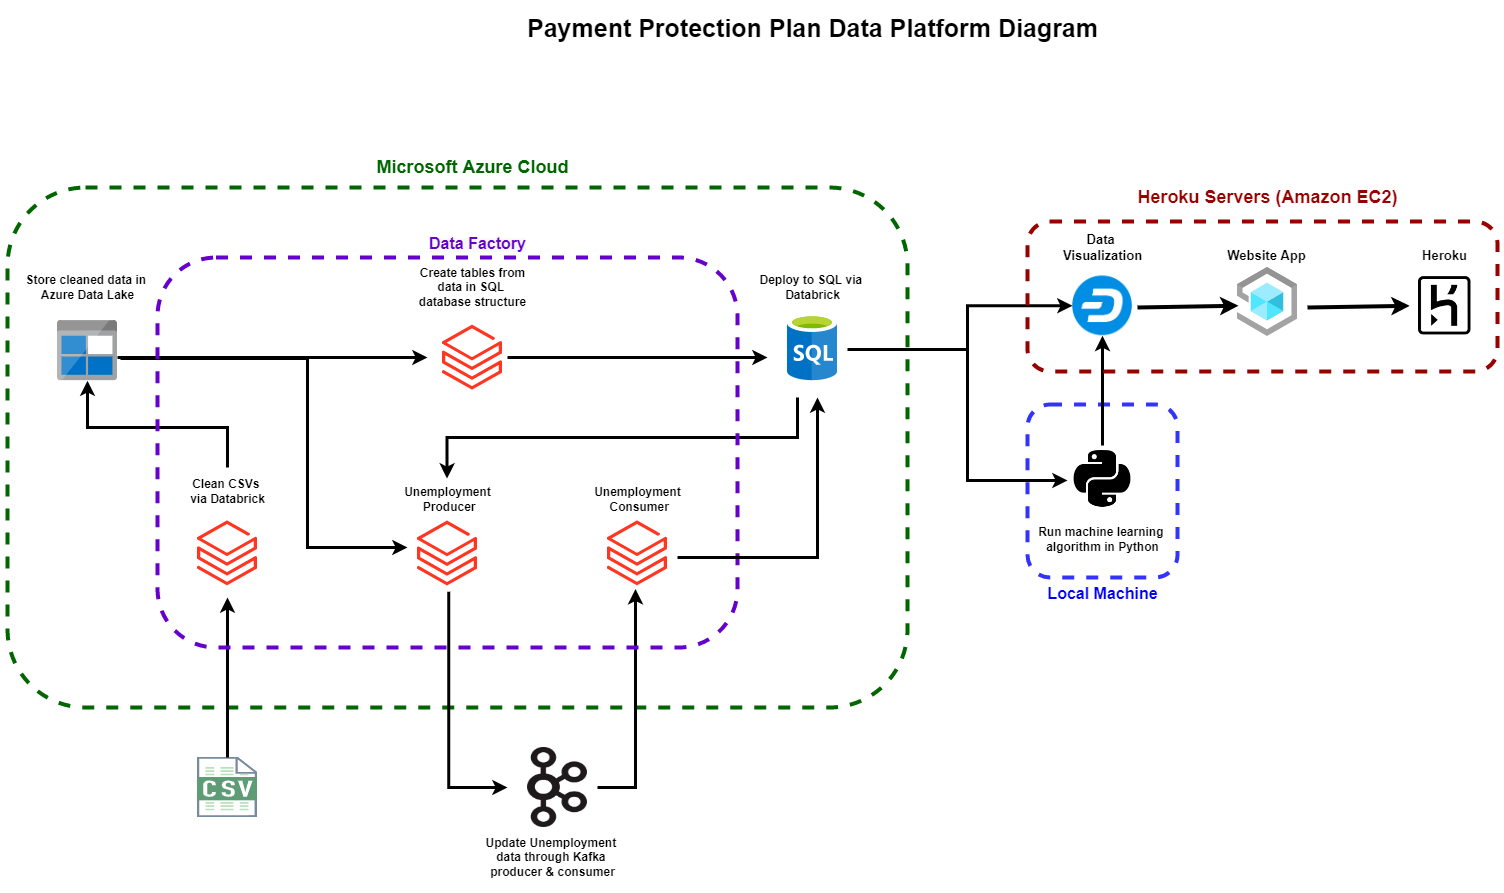 Payment Protection Plan Data Platform Diagram
Microsoft Azure Cloud
Heroku Servers (Amazon EC2)
Data Factory
Store cleaned data in
Azure Data Lake
Create tables from
data in SQL
database structure
Deploy to SQL via
Databrick
SQL
Data
Visualization
Website App
Heroku
Clean CSVs
via Databrick
Unemployment
Producer
Unemployment
Consumer
Run machine learning
algorithm in Python
Local Machine
CSV
Update Unemployment
data through Kafka
producer & consumer